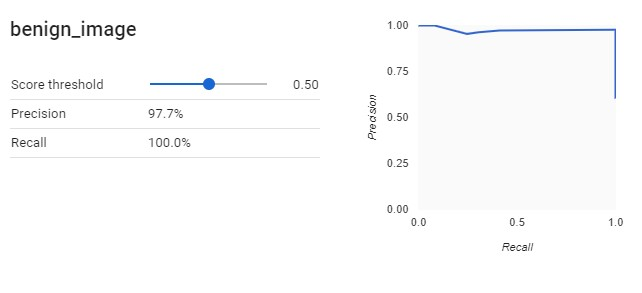 benign_image
Score threshold 0.50
Precision 97.7%
Recall 100.0%
Precision
1.00
0.75
0.50
0.25
0.00
0.0 0.5 1.0
Recall